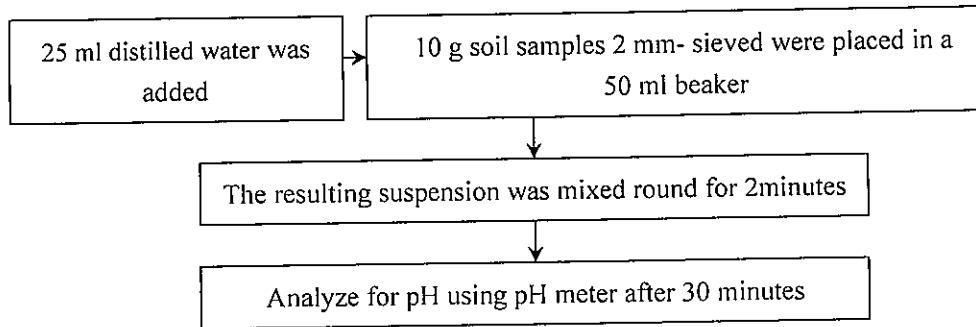 25 ml distilled water was
added
10 g soil samples 2 mm- sieved were placed in a
50 ml beaker
The resulting suspension was mixed round for 2minutes
Analyze for pH using pH meter after 30 minutes